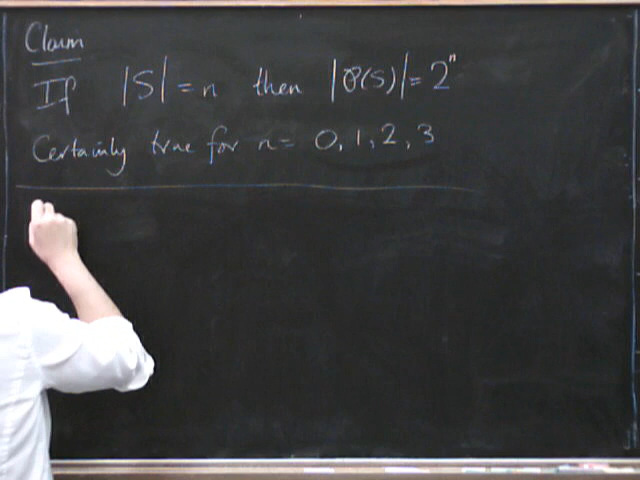 Claim
If |S| = n then |℘(S)| = 2ⁿ
Certainly true for n = 0, 1, 2, 3